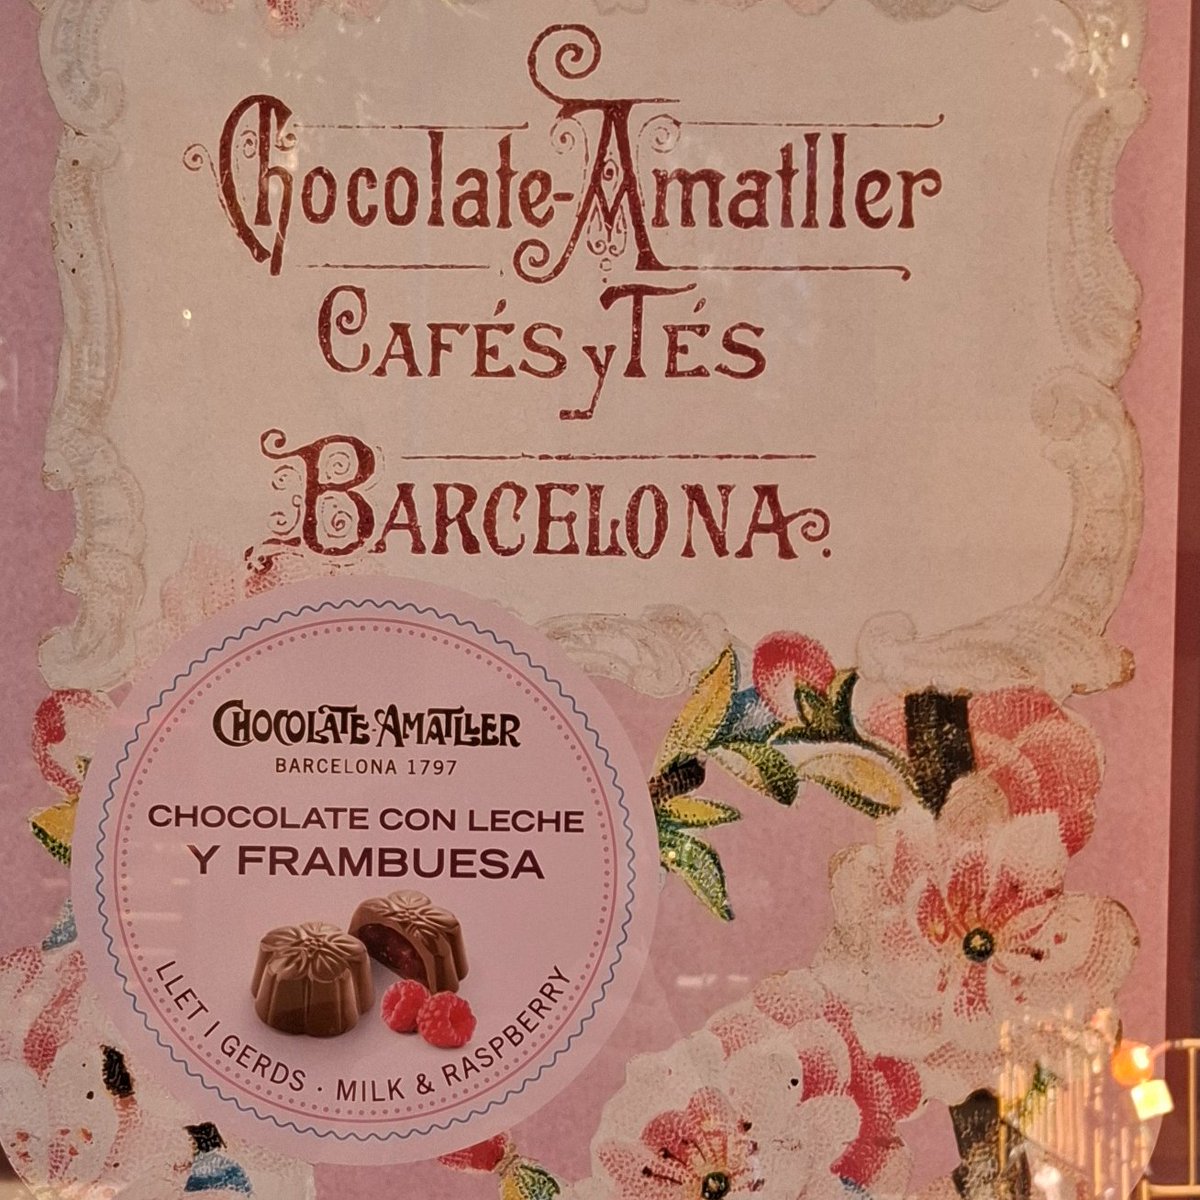 Chocolate-Amatller
CAFÉS y TÉS
BARCELONA.
CHOCOLATE·AMATLLER
BARCELONA 1797
CHOCOLATE CON LECHE
Y FRAMBUESA
LLET I GERDS · MILK & RASPBERRY